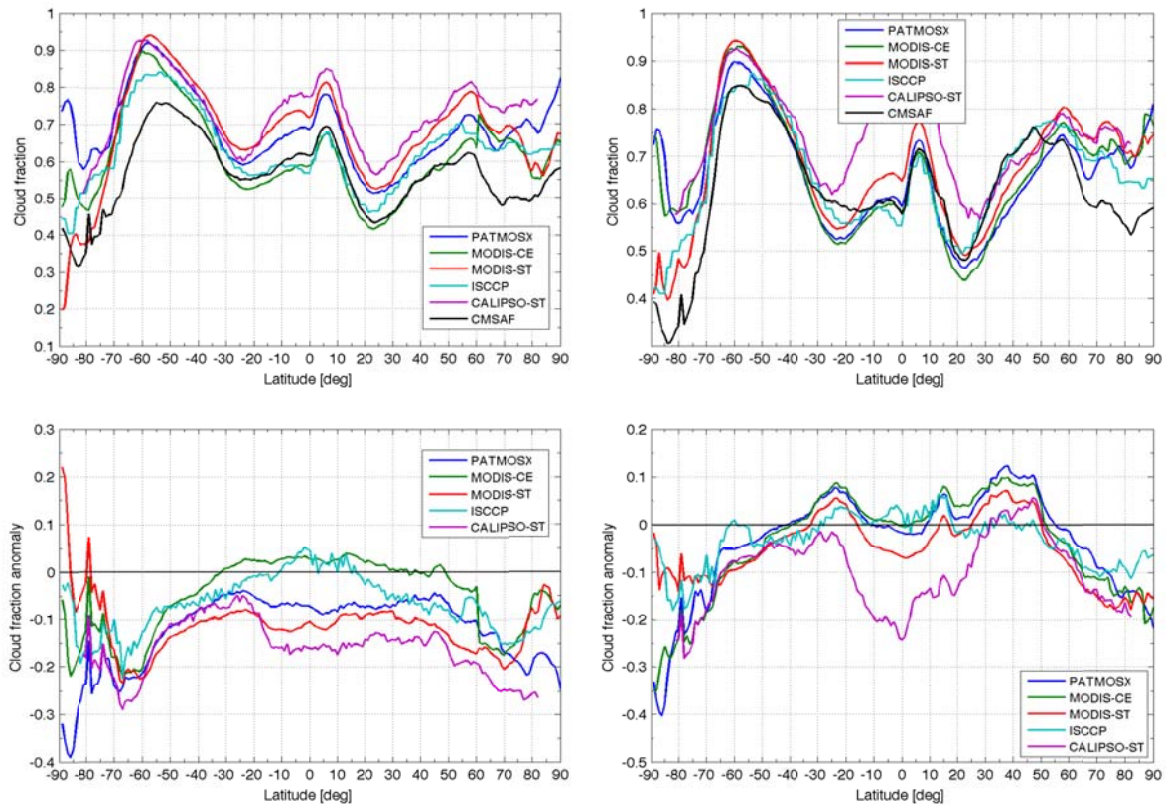 1
0.9
0.8
0.7
0.6
0.5
0.4
0.3
0.2
0.1
Cloud fraction
PATMOSX
MODIS-CE
MODIS-ST
ISCCP
CALIPSO-ST
CMSAF
-90 -80 -70 -60 -50 -40 -30 -20 -10 0 10 20 30 40 50 60 70 80 90
Latitude [deg]
1
0.9
0.8
0.7
0.6
0.5
0.4
Cloud fraction
PATMOSX
MODIS-CE
MODIS-ST
ISCCP
CALIPSO-ST
CMSAF
-90 -80 -70 -60 -50 -40 -30 -20 -10 0 10 20 30 40 50 60 70 80 90
Latitude [deg]
0.3
0.2
0.1
0
-0.1
-0.2
-0.3
-0.4
Cloud fraction anomaly
PATMOSX
MODIS-CE
MODIS-ST
ISCCP
CALIPSO-ST
-90 -80 -70 -60 -50 -40 -30 -20 -10 0 10 20 30 40 50 60 70 80 90
Latitude [deg]
0.2
0.1
0
-0.1
-0.2
-0.3
-0.4
-0.5
Cloud fraction anomaly
PATMOSX
MODIS-CE
MODIS-ST
ISCCP
CALIPSO-ST
-90 -80 -70 -60 -50 -40 -30 -20 -10 0 10 20 30 40 50 60 70 80 90
Latitude [deg]